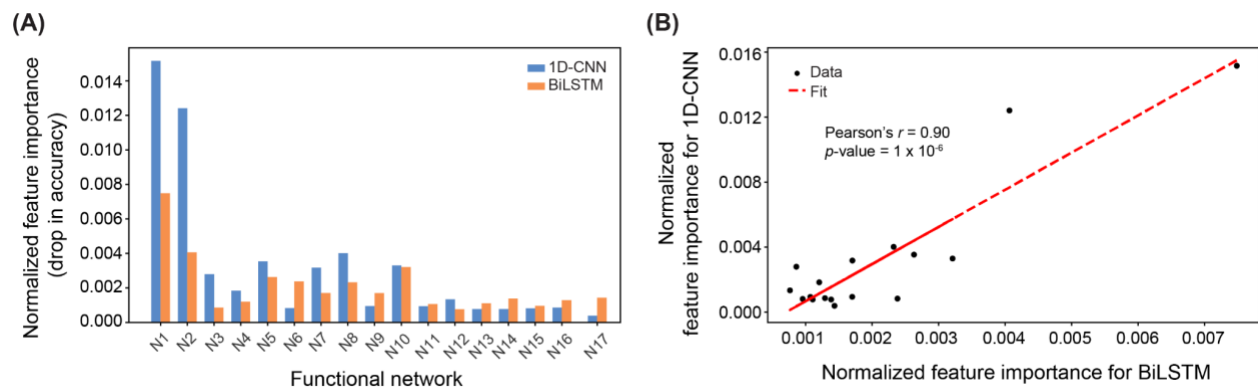 (A)
Normalized feature importance
(drop in accuracy)
0.014
0.012
0.010
0.008
0.006
0.004
0.002
0.000
1D-CNN
BiLSTM
N1 N2 N3 N4 N5 N6 N7 N8 N9 N10 N11 N12 N13 N14 N15 N16 N17
Functional network
(B)
Normalized
feature importance for 1D-CNN
0.016
0.012
0.008
0.004
0.000
Data
Fit
Pearson's r = 0.90
p-value = 1 x 10⁻⁶
0.001 0.002 0.003 0.004 0.005 0.006 0.007
Normalized feature importance for BiLSTM